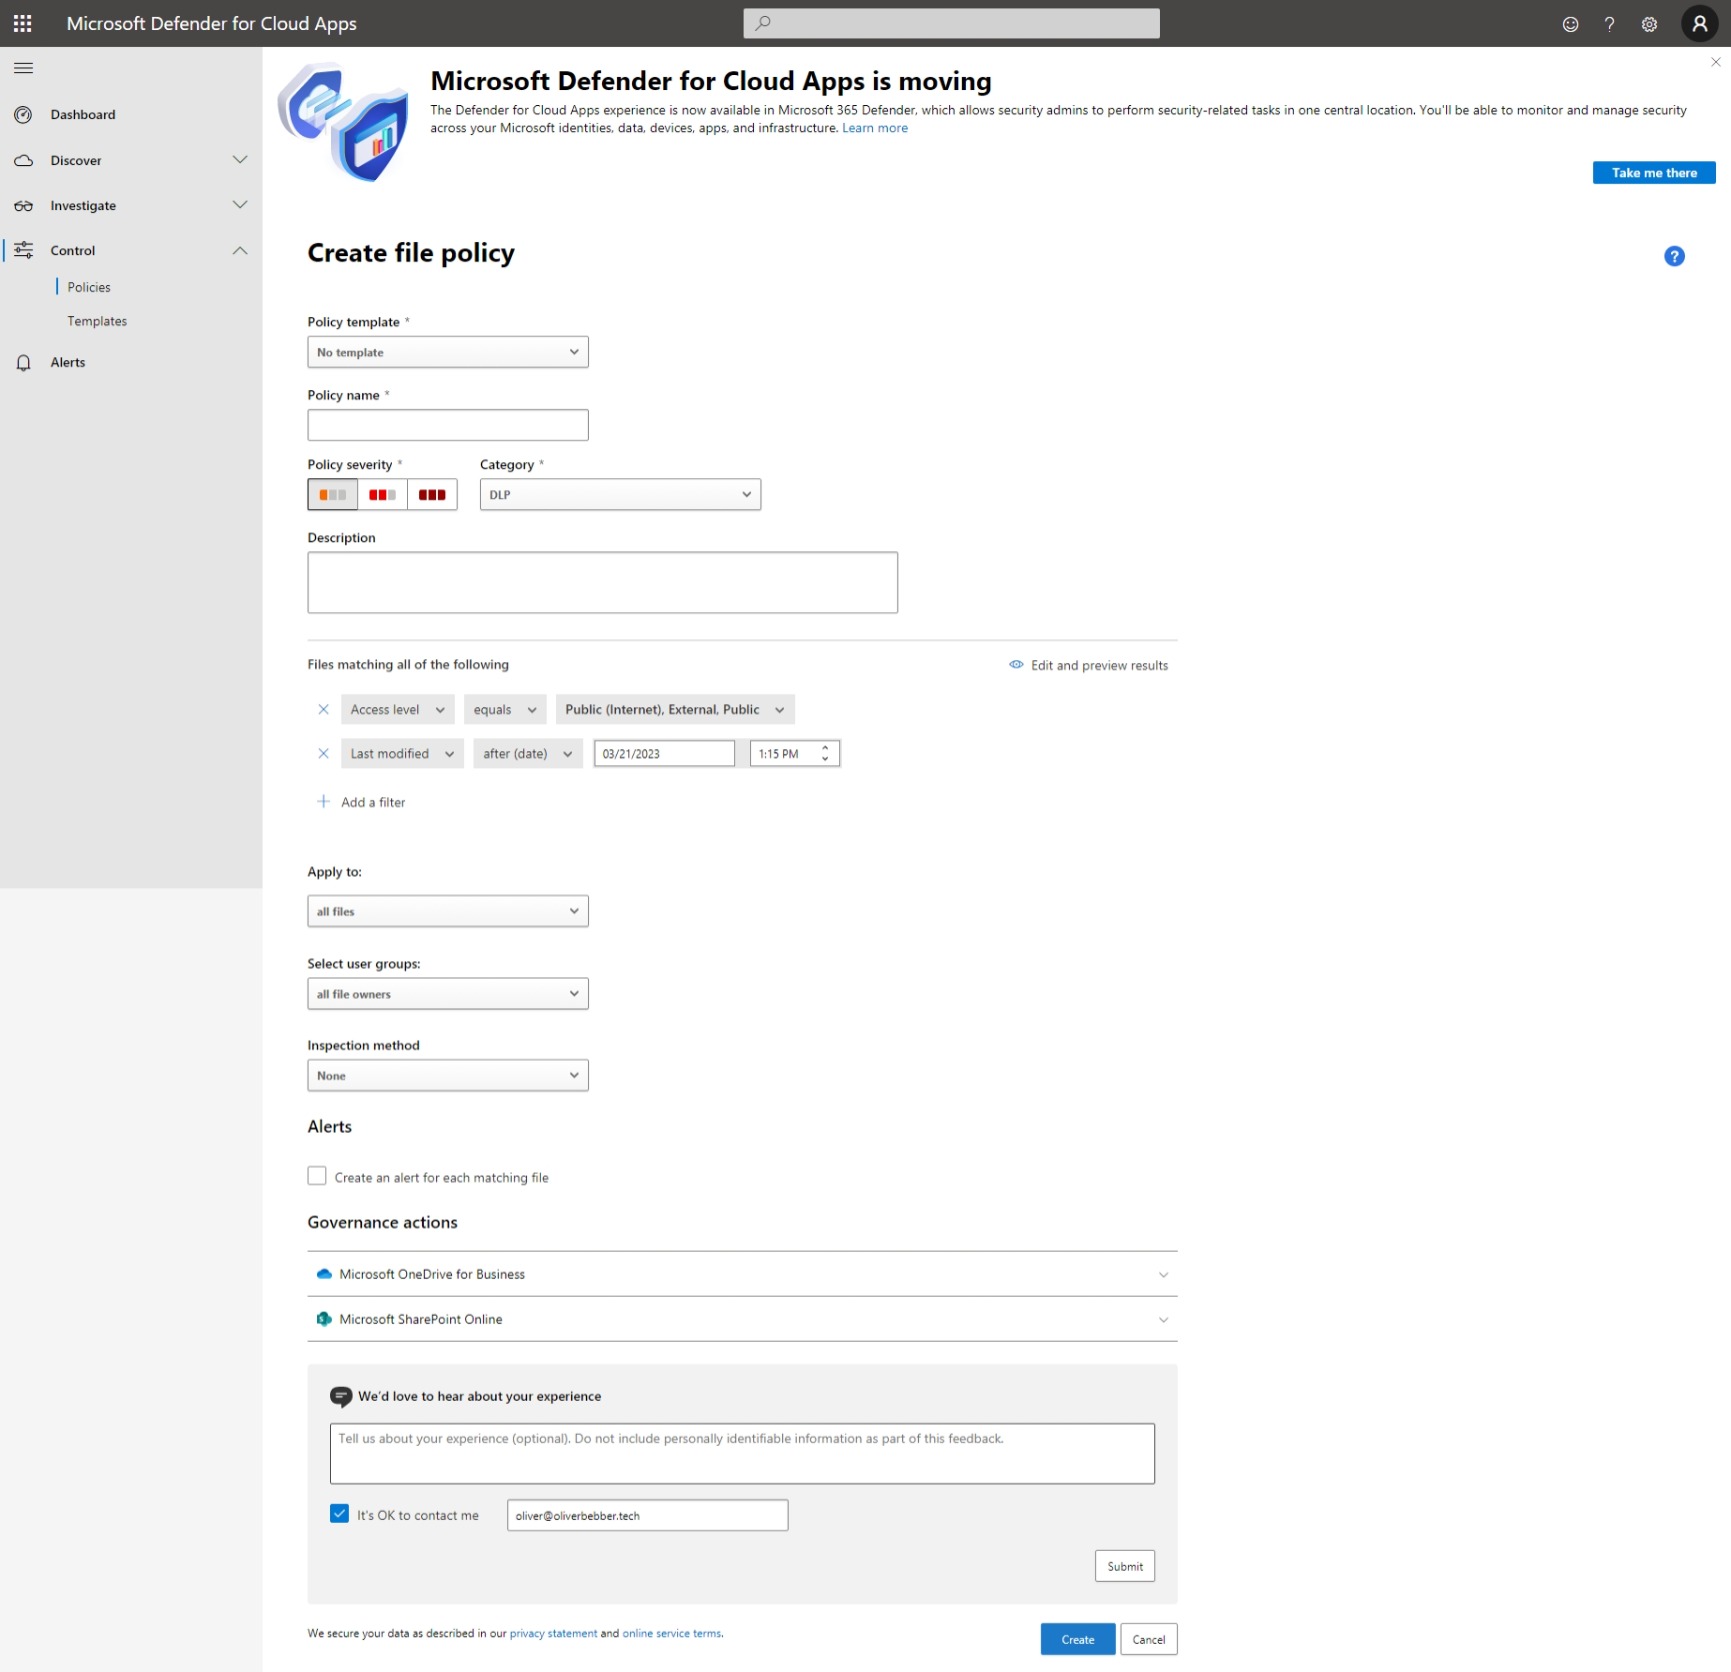 Microsoft Defender for Cloud Apps
Microsoft Defender for Cloud Apps is moving
The Defender for Cloud Apps experience is now available in Microsoft 365 Defender, which allows security admins to perform security-related tasks in one central location. You'll be able to monitor and manage security
across your Microsoft identities, data, devices, apps, and infrastructure. Learn more
Take me there
Dashboard
Discover
Investigate
Control
Policies
Templates
Alerts
Create file policy
?
Policy template *
No template
Policy name *
Policy severity * Category *
DLP
Description
Files matching all of the following Edit and preview results
Access level equals Public (Internet), External, Public
Last modified after (date) 03/21/2023 1:15 PM
Add a filter
Apply to:
all files
Select user groups:
all file owners
Inspection method
None
Alerts
Create an alert for each matching file
Governance actions
Microsoft OneDrive for Business
Microsoft SharePoint Online
We'd love to hear about your experience
Tell us about your experience (optional). Do not include personally identifiable information as part of this feedback.
It's OK to contact me oliver@oliverbebber.tech
Submit
We secure your data as described in our privacy statement and online service terms.
Create Cancel